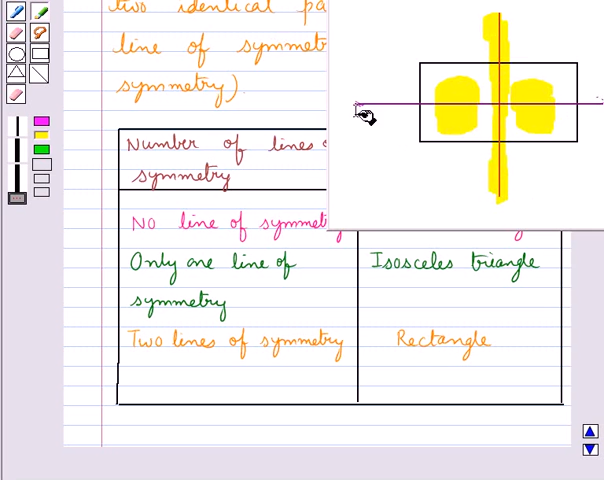 two identical pa
line of symmet
symmetry).
Number of lines
symmetry
No line of symmetry
Only one line of
symmetry
Isosceles triangle
Two lines of symmetry
Rectangle